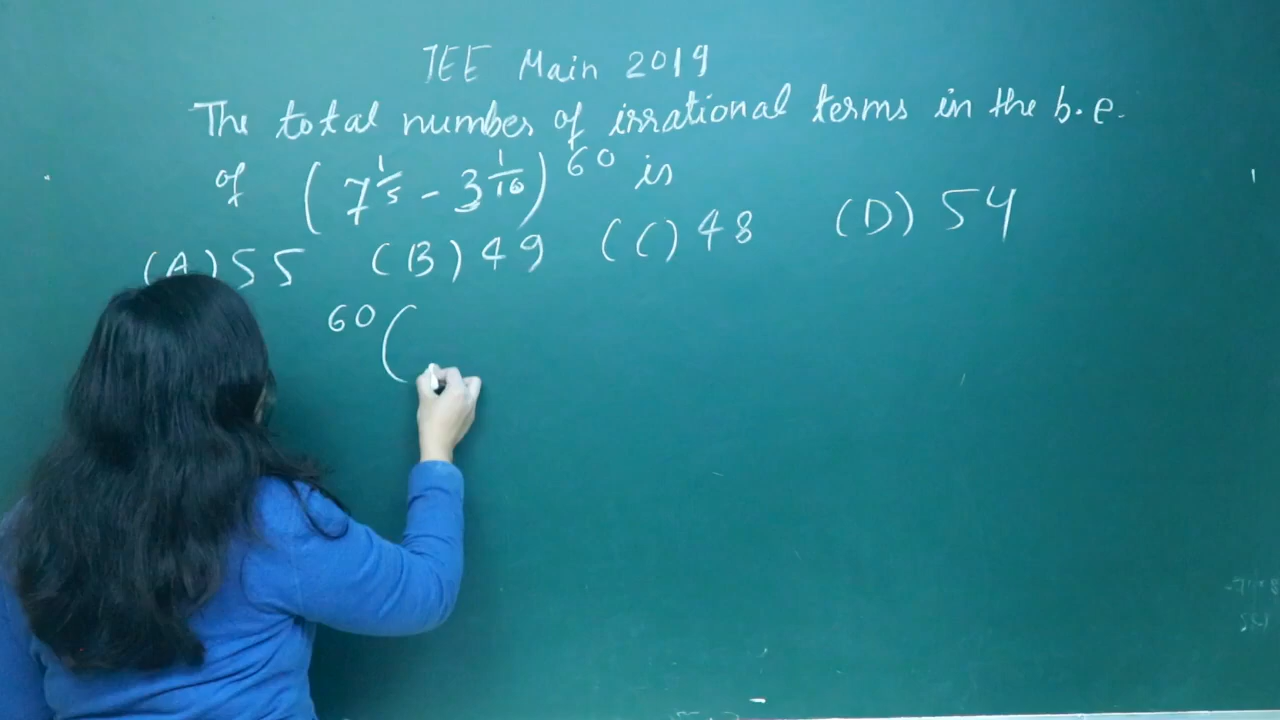 JEE Main 2019
The total number of irrational terms in the b.e.
of (7^{1/5} - 3^{1/10})^{60} is
(A) 55 (B) 49 (C) 48 (D) 54
60 (